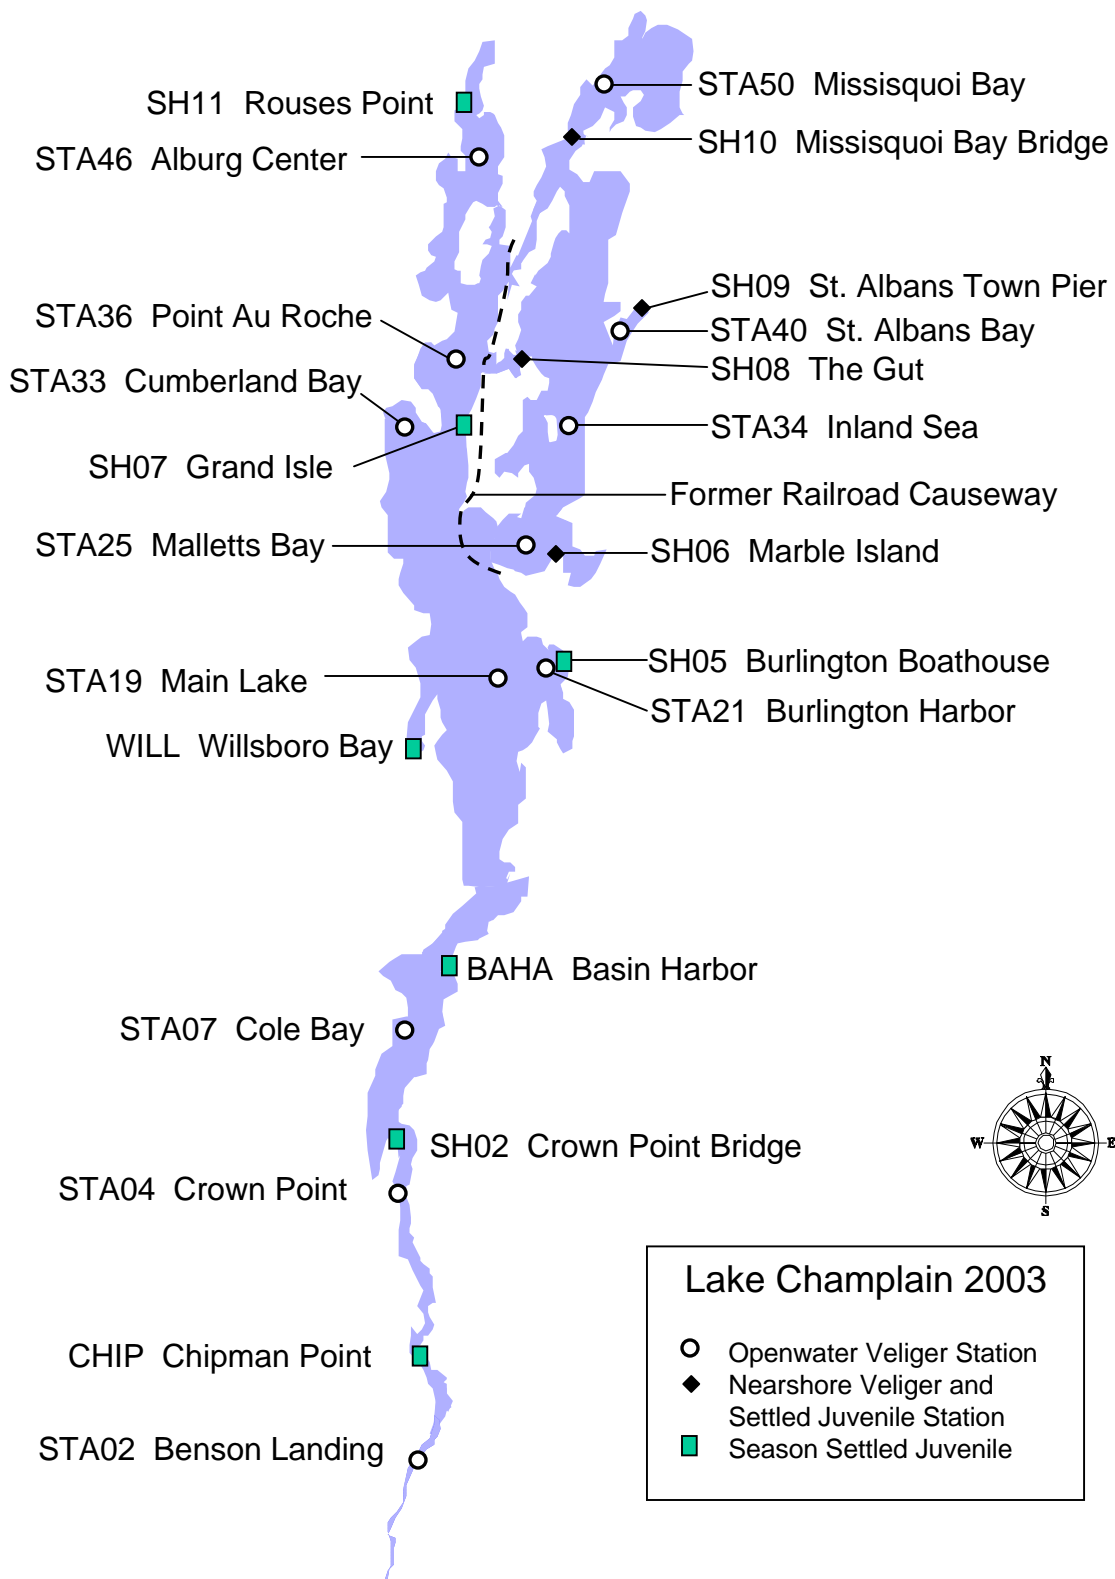 STA50 Missisquoi Bay
SH11 Rouses Point
SH10 Missisquoi Bay Bridge
STA46 Alburg Center
SH09 St. Albans Town Pier
STA36 Point Au Roche
STA40 St. Albans Bay
SH08 The Gut
STA33 Cumberland Bay
STA34 Inland Sea
SH07 Grand Isle
Former Railroad Causeway
STA25 Malletts Bay
SH06 Marble Island
SH05 Burlington Boathouse
STA19 Main Lake
STA21 Burlington Harbor
WILL Willsboro Bay
BAHA Basin Harbor
STA07 Cole Bay
N
W E
S
SH02 Crown Point Bridge
STA04 Crown Point
CHIP Chipman Point
STA02 Benson Landing
Lake Champlain 2003
Openwater Veliger Station
Nearshore Veliger and
Settled Juvenile Station
Season Settled Juvenile